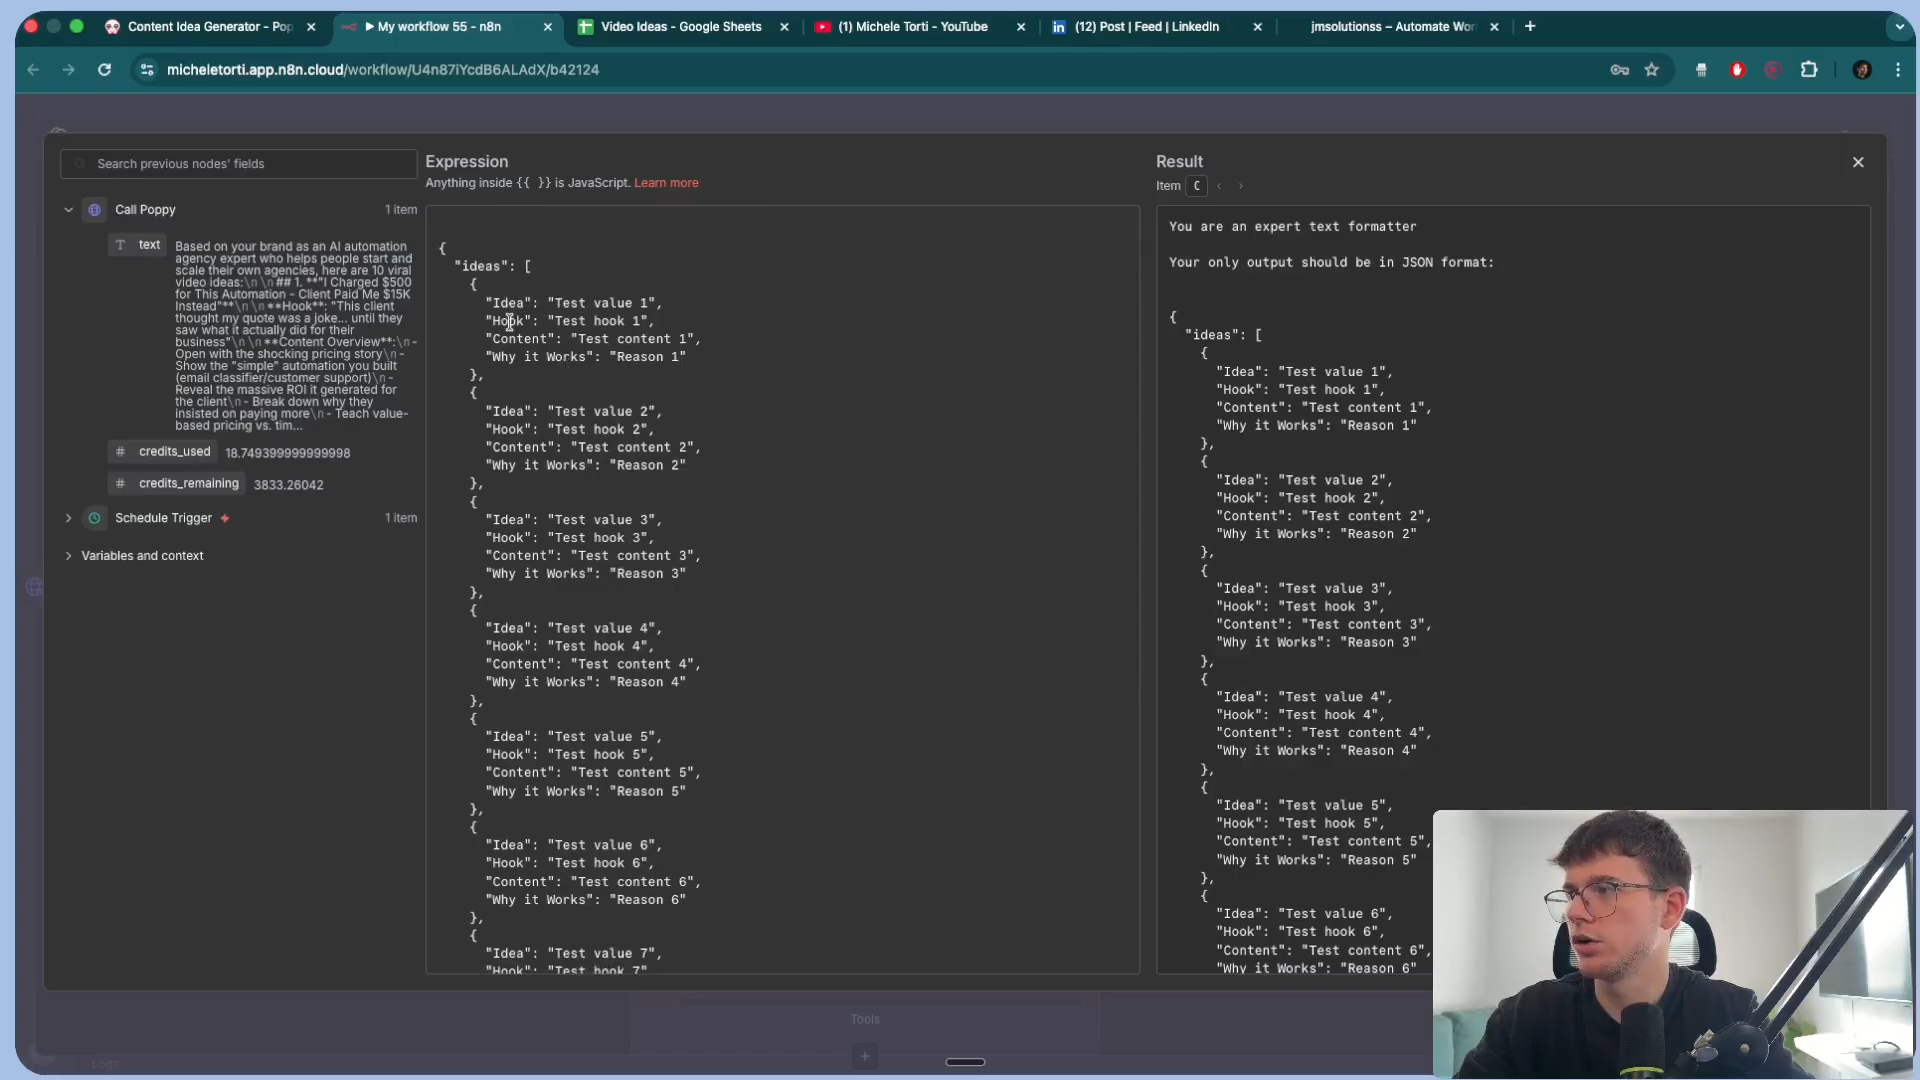 Content Idea Generator - Pop
My workflow 55 - n8n
Video Ideas - Google Sheets
(1) Michele Torti - YouTube
(12) Post | Feed | LinkedIn
jmsolutionss – Automate Wor
micheletorti.app.n8n.cloud/workflow/U4n87iYcdB6ALAdX/b42124
Search previous nodes' fields
Call Poppy
1 item
text
Based on your brand as an AI automation
agency expert who helps people start and
scale their own agencies, here are 10 viral
video ideas:\n \n ## 1. **"I Charged $500
for This Automation - Client Paid Me $15K
Instead"**\n \n **Hook**: "This client
thought my quote was a joke... until they
saw what it actually did for their
business"\n \n **Content Overview**:\n -
Open with the shocking pricing story\n -
Show the "simple" automation you built
(email classifier/customer support)\n -
Reveal the massive ROI it generated for
the client\n - Break down why they
insisted on paying more\n - Teach value-
based pricing vs. tim...
# credits_used
18.749399999999998
# credits_remaining
3833.26042
Schedule Trigger
1 item
Variables and context
Expression
Anything inside {{ }} is JavaScript. Learn more
{
"ideas": [
{
"Idea": "Test value 1",
"Hook": "Test hook 1",
"Content": "Test content 1",
"Why it Works": "Reason 1"
},
{
"Idea": "Test value 2",
"Hook": "Test hook 2",
"Content": "Test content 2",
"Why it Works": "Reason 2"
},
{
"Idea": "Test value 3",
"Hook": "Test hook 3",
"Content": "Test content 3",
"Why it Works": "Reason 3"
},
{
"Idea": "Test value 4",
"Hook": "Test hook 4",
"Content": "Test content 4",
"Why it Works": "Reason 4"
},
{
"Idea": "Test value 5",
"Hook": "Test hook 5",
"Content": "Test content 5",
"Why it Works": "Reason 5"
},
{
"Idea": "Test value 6",
"Hook": "Test hook 6",
"Content": "Test content 6",
"Why it Works": "Reason 6"
},
{
"Idea": "Test value 7",
"Hook": "Test hook 7"
Result
Item C
You are an expert text formatter
Your only output should be in JSON format:
{
"ideas": [
{
"Idea": "Test value 1",
"Hook": "Test hook 1",
"Content": "Test content 1",
"Why it Works": "Reason 1"
},
{
"Idea": "Test value 2",
"Hook": "Test hook 2",
"Content": "Test content 2",
"Why it Works": "Reason 2"
},
{
"Idea": "Test value 3",
"Hook": "Test hook 3",
"Content": "Test content 3",
"Why it Works": "Reason 3"
},
{
"Idea": "Test value 4",
"Hook": "Test hook 4",
"Content": "Test content 4",
"Why it Works": "Reason 4"
},
{
"Idea": "Test value 5",
"Hook": "Test hook 5",
"Content": "Test content 5",
"Why it Works": "Reason 5"
},
{
"Idea": "Test value 6",
"Hook": "Test hook 6",
"Content": "Test content 6",
"Why it Works": "Reason 6"
Tools
Logs